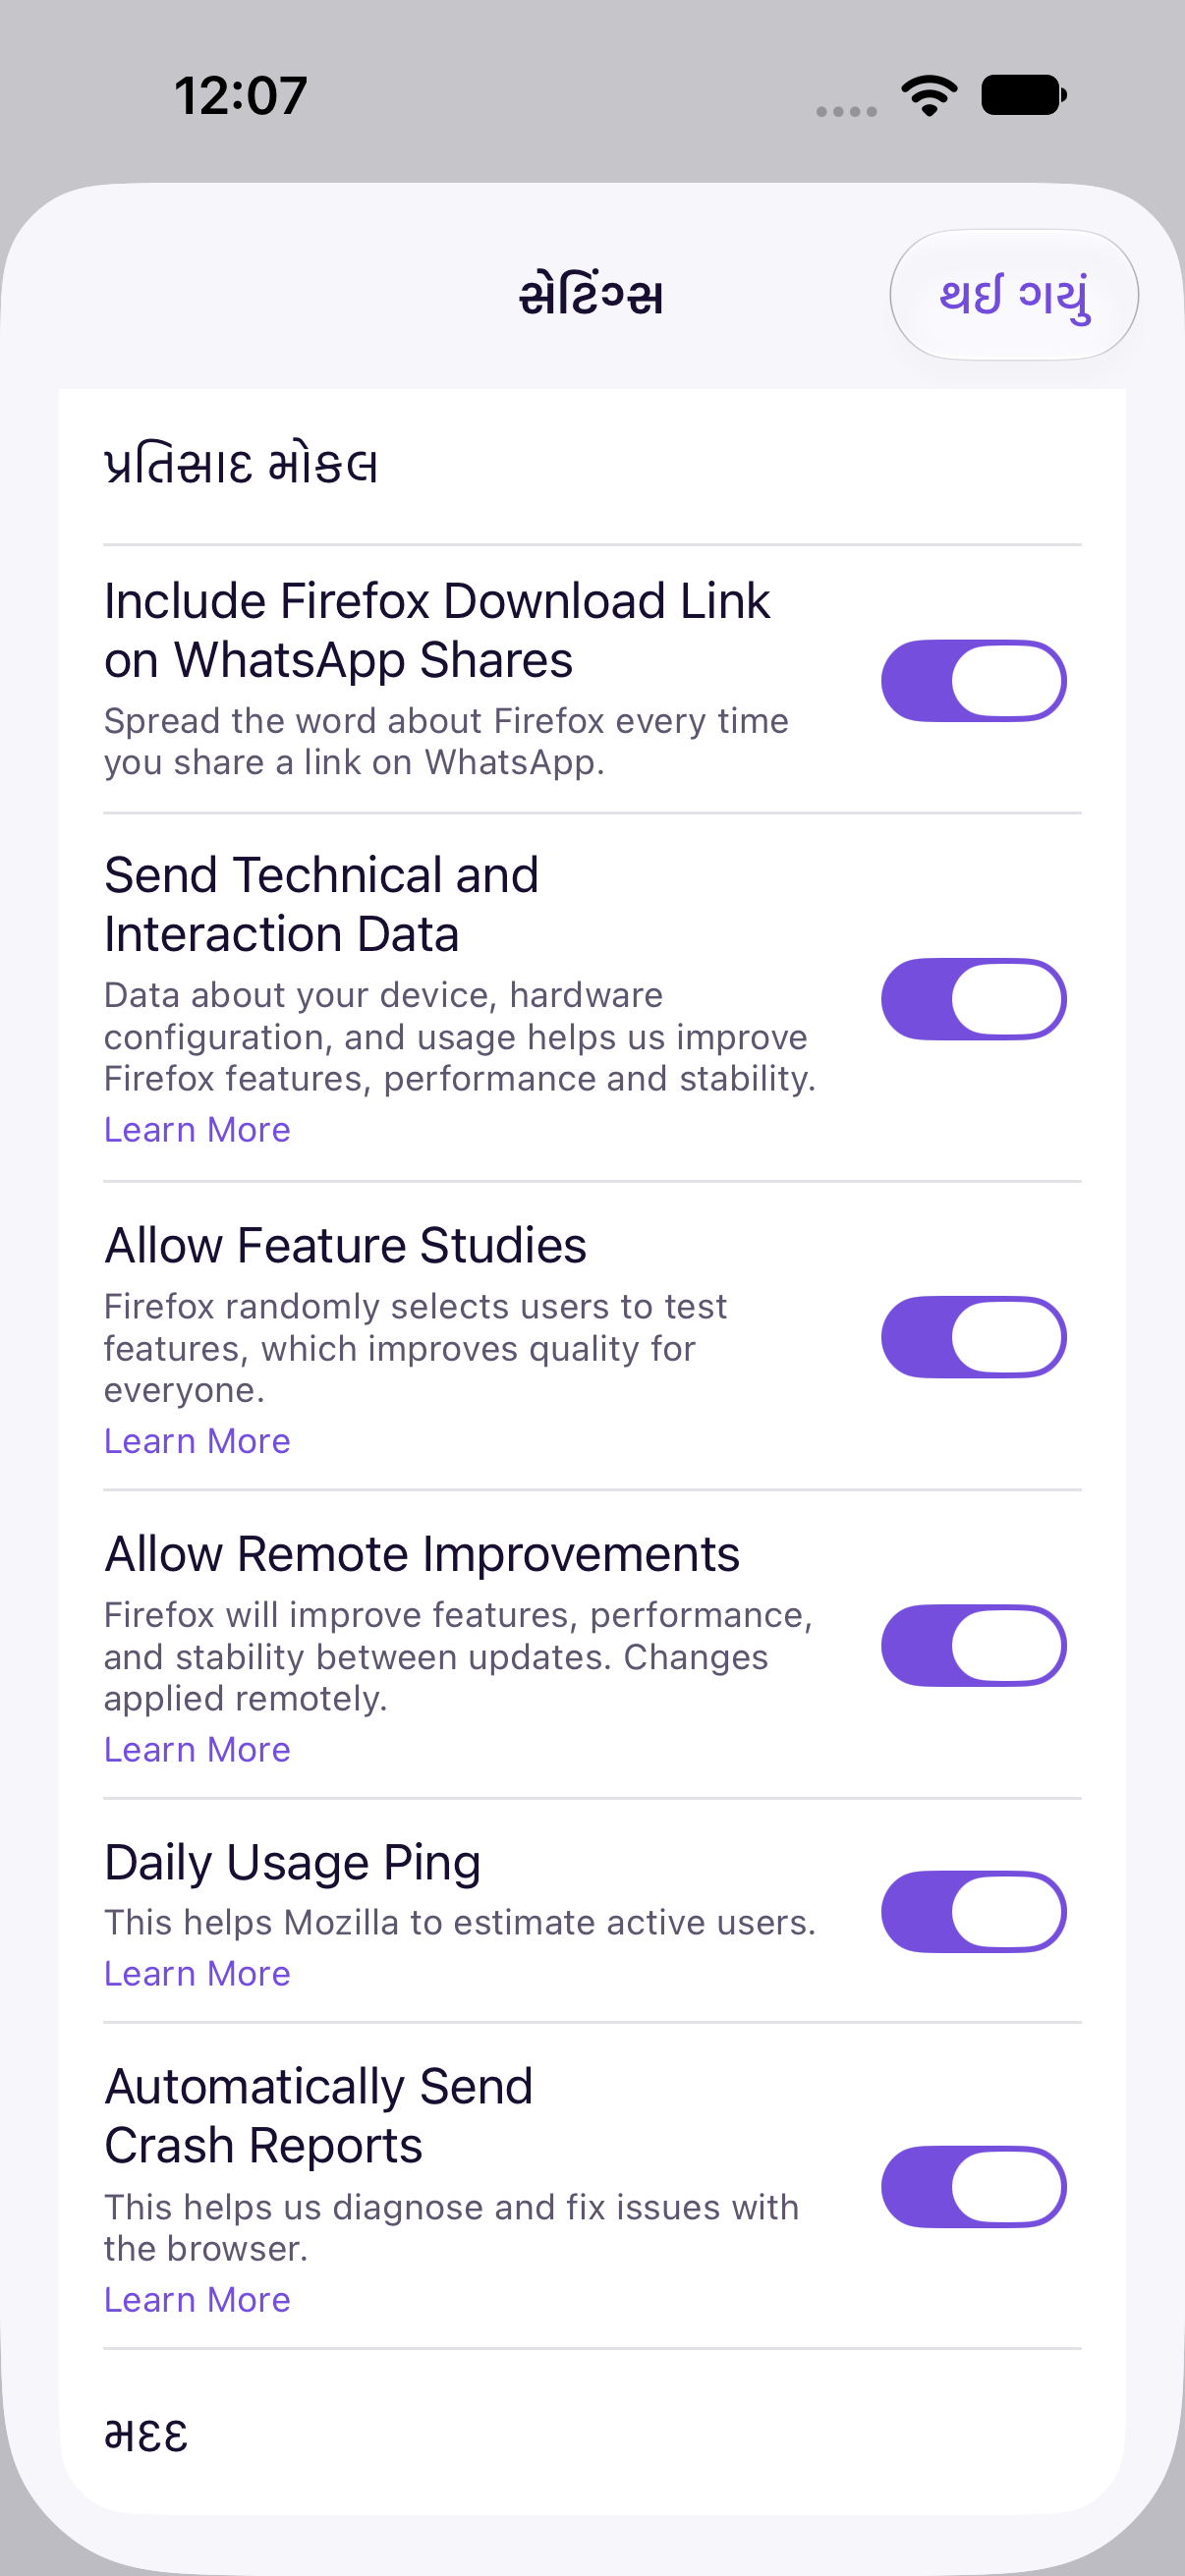 12:07
સેટિંગ્સ
થઈ ગયું
પ્રતિસાદ મોકલ
Include Firefox Download Link
on WhatsApp Shares
Spread the word about Firefox every time
you share a link on WhatsApp.
Send Technical and
Interaction Data
Data about your device, hardware
configuration, and usage helps us improve
Firefox features, performance and stability.
Learn More
Allow Feature Studies
Firefox randomly selects users to test
features, which improves quality for
everyone.
Learn More
Allow Remote Improvements
Firefox will improve features, performance,
and stability between updates. Changes
applied remotely.
Learn More
Daily Usage Ping
This helps Mozilla to estimate active users.
Learn More
Automatically Send
Crash Reports
This helps us diagnose and fix issues with
the browser.
Learn More
મદદ